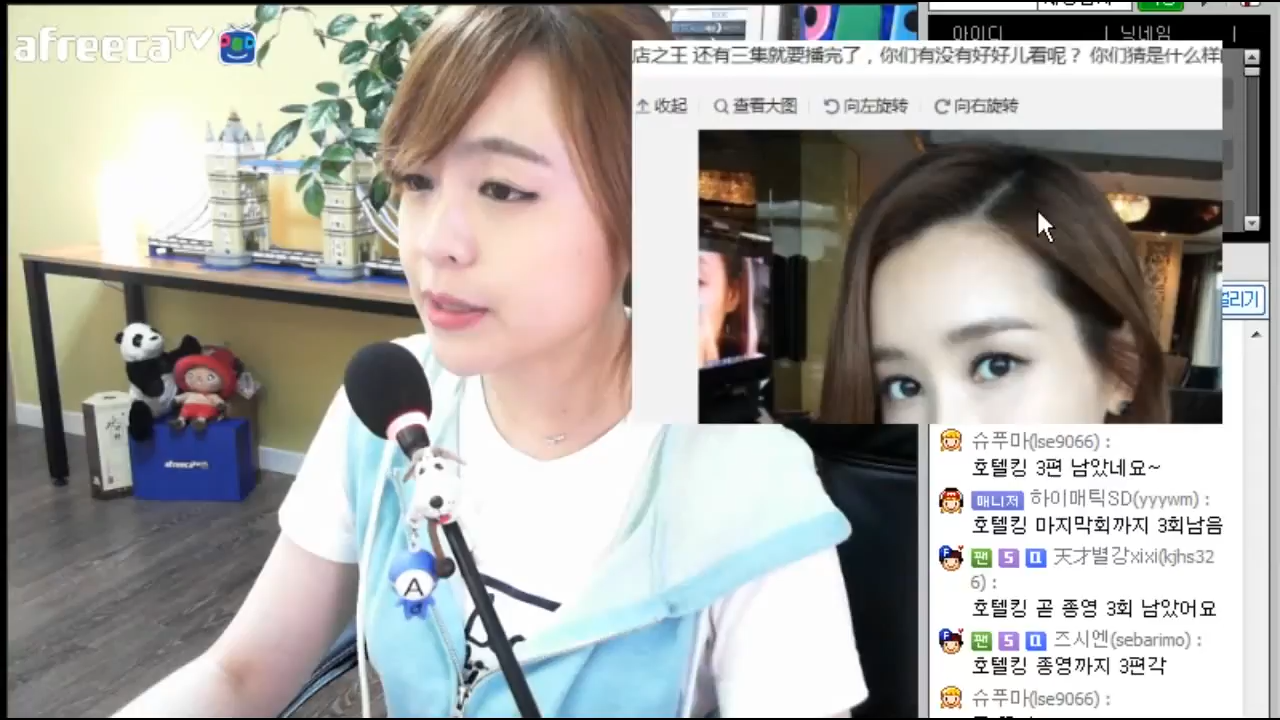 afreecaTV
아이디 | 닉네임 |
店之王 还有三集就要播完了，你们有没有好好儿看呢？ 你们猜是什么样
收起 | 查看大图 向左旋转 向右旋转
afreecaTV
A
슈푸마(lse9066) :
호텔킹 3편 남았네요~
매니저 하이매틱SD(yyywm) :
호텔킹 마지막회까지 3회남음
팬 S Q 天才별강xixi(kjhs32
6) :
호텔킹 곧 종영 3회 남았어요
팬 S Q 즈시엔(sebarimo) :
호텔킹 종영까지 3편각
슈푸마(lse9066) :